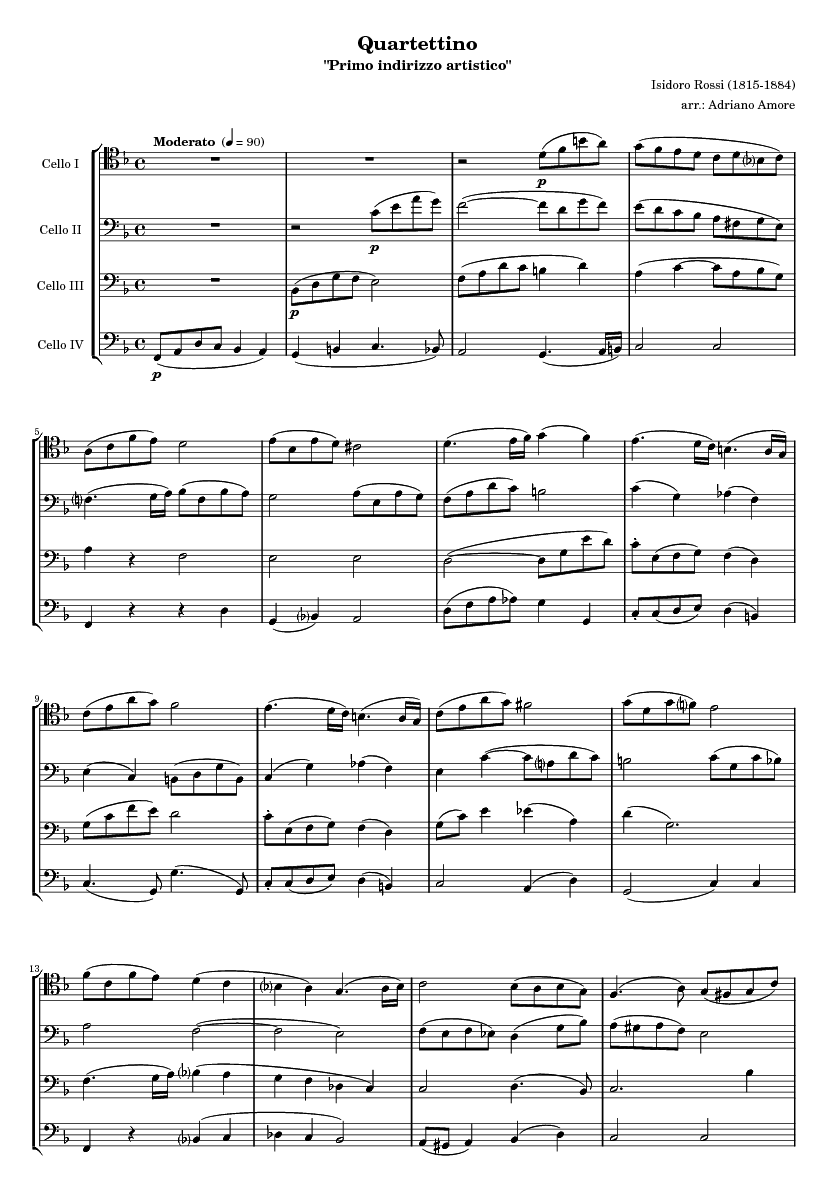 Quartettino
"Primo indirizzo artistico"
Isidoro Rossi (1815-1884)
arr.: Adriano Amore
Moderato (♩ = 90)
Cello I
p
Cello II
p
Cello III
p
Cello IV
p
5
9
13